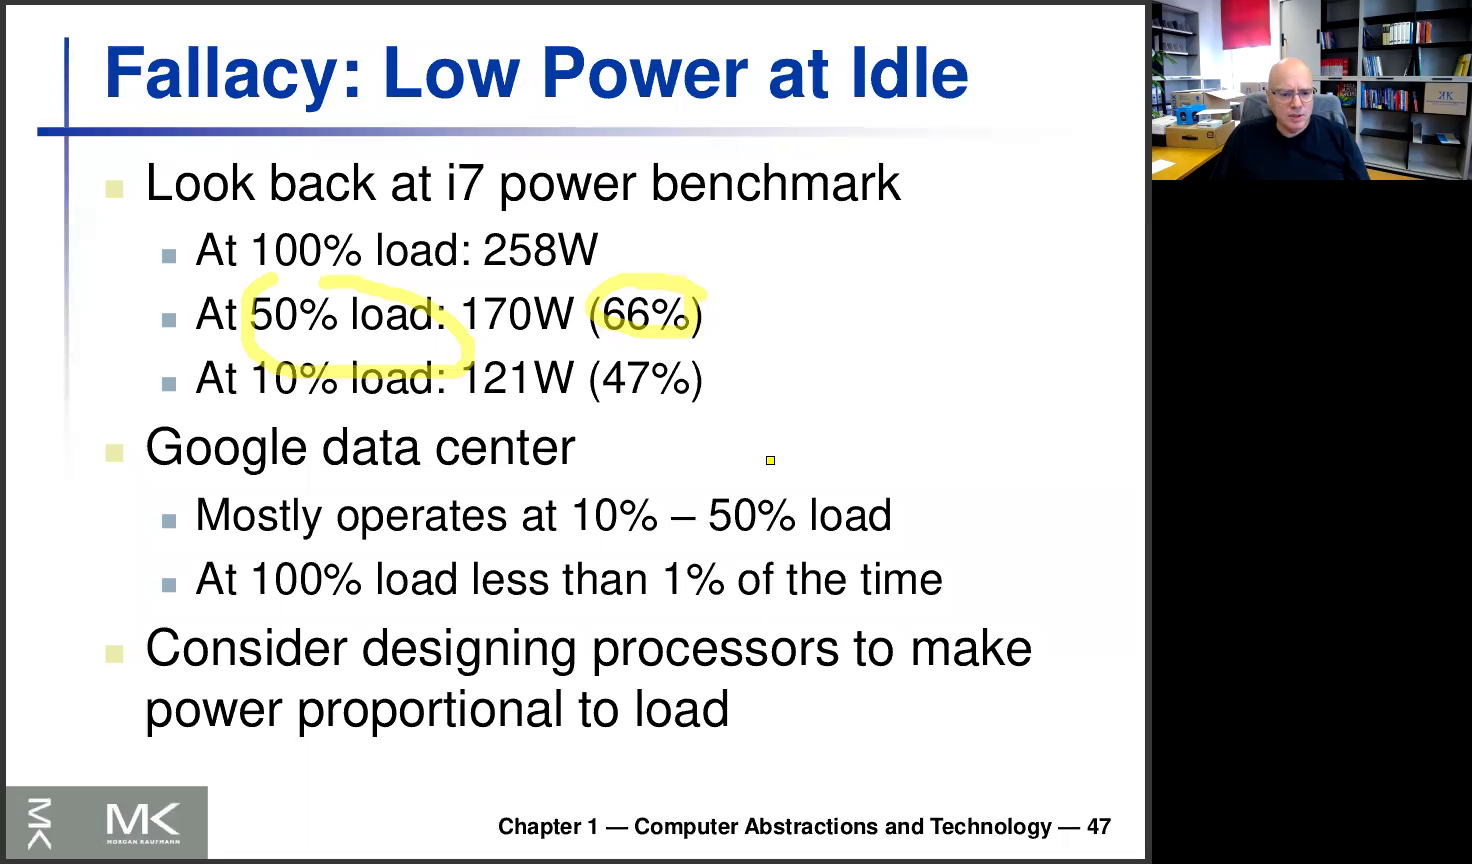 Fallacy: Low Power at Idle
Look back at i7 power benchmark
At 100% load: 258W
At 50% load: 170W (66%)
At 10% load: 121W (47%)
Google data center
Mostly operates at 10% – 50% load
At 100% load less than 1% of the time
Consider designing processors to make
power proportional to load
MK
MK
MORGAN KAUFMANN
Chapter 1 — Computer Abstractions and Technology — 47